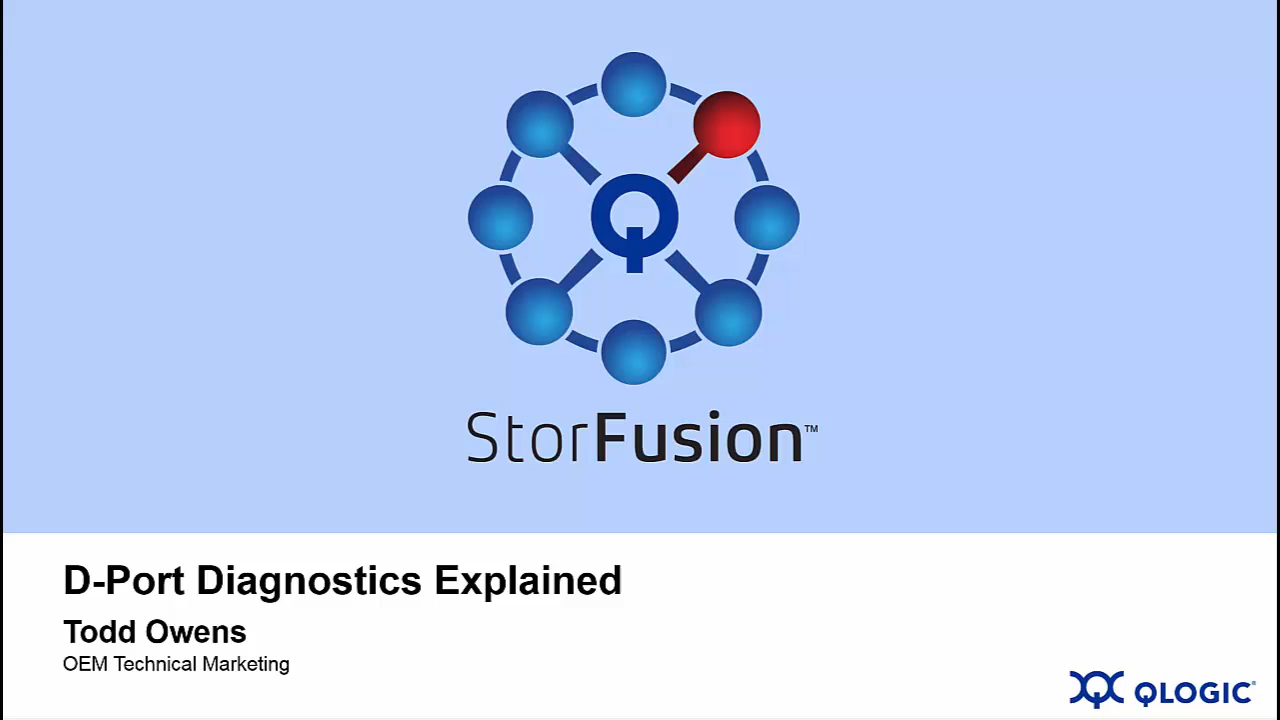 Q
StorFusion™
D-Port Diagnostics Explained
Todd Owens
OEM Technical Marketing
QLOGIC®